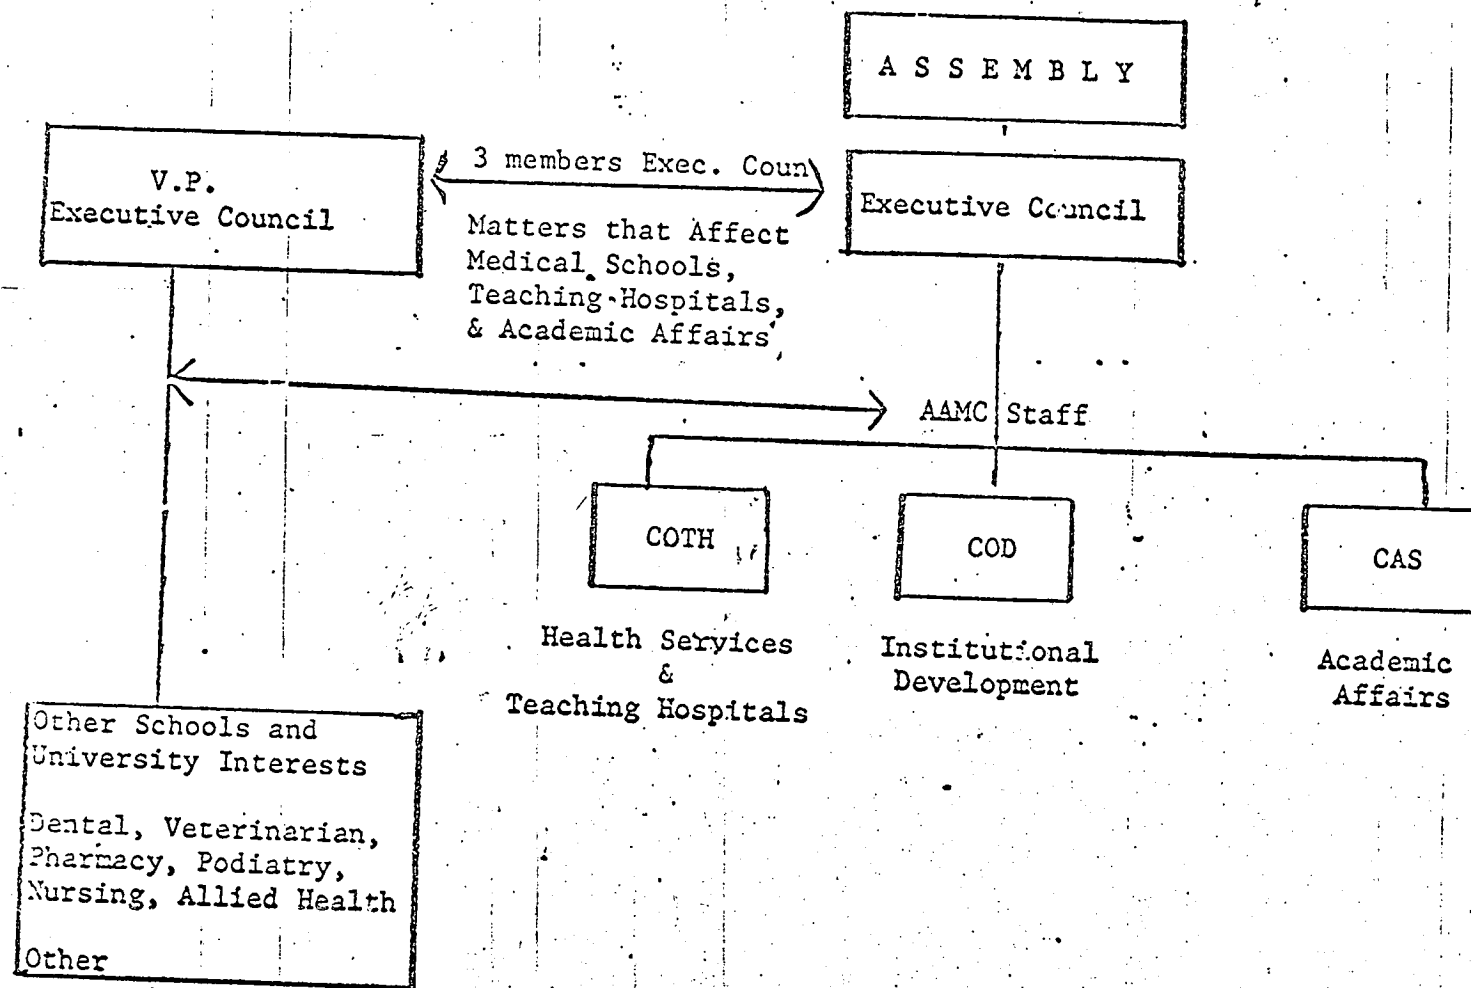 A S S E M B L Y
V.P.
Executive Council
3 members Exec. Coun
Matters that Affect
Medical Schools,
Teaching Hospitals,
& Academic Affairs
Executive Council
AAMC Staff
COTH
COD
CAS
Health Services
&
Teaching Hospitals
Institutional
Development
Academic
Affairs
Other Schools and
University Interests
Dental, Veterinarian,
Pharmacy, Podiatry,
Nursing, Allied Health
Other